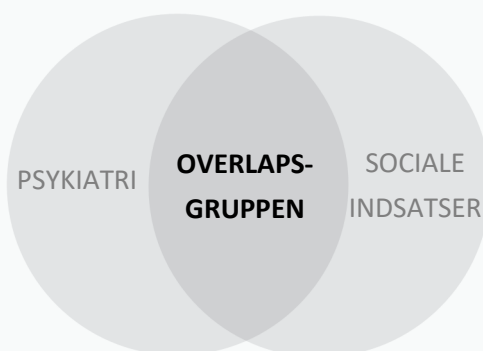 PSYKIATRI
OVERLAPS-
GRUPPEN
SOCIALE
INDSATSER